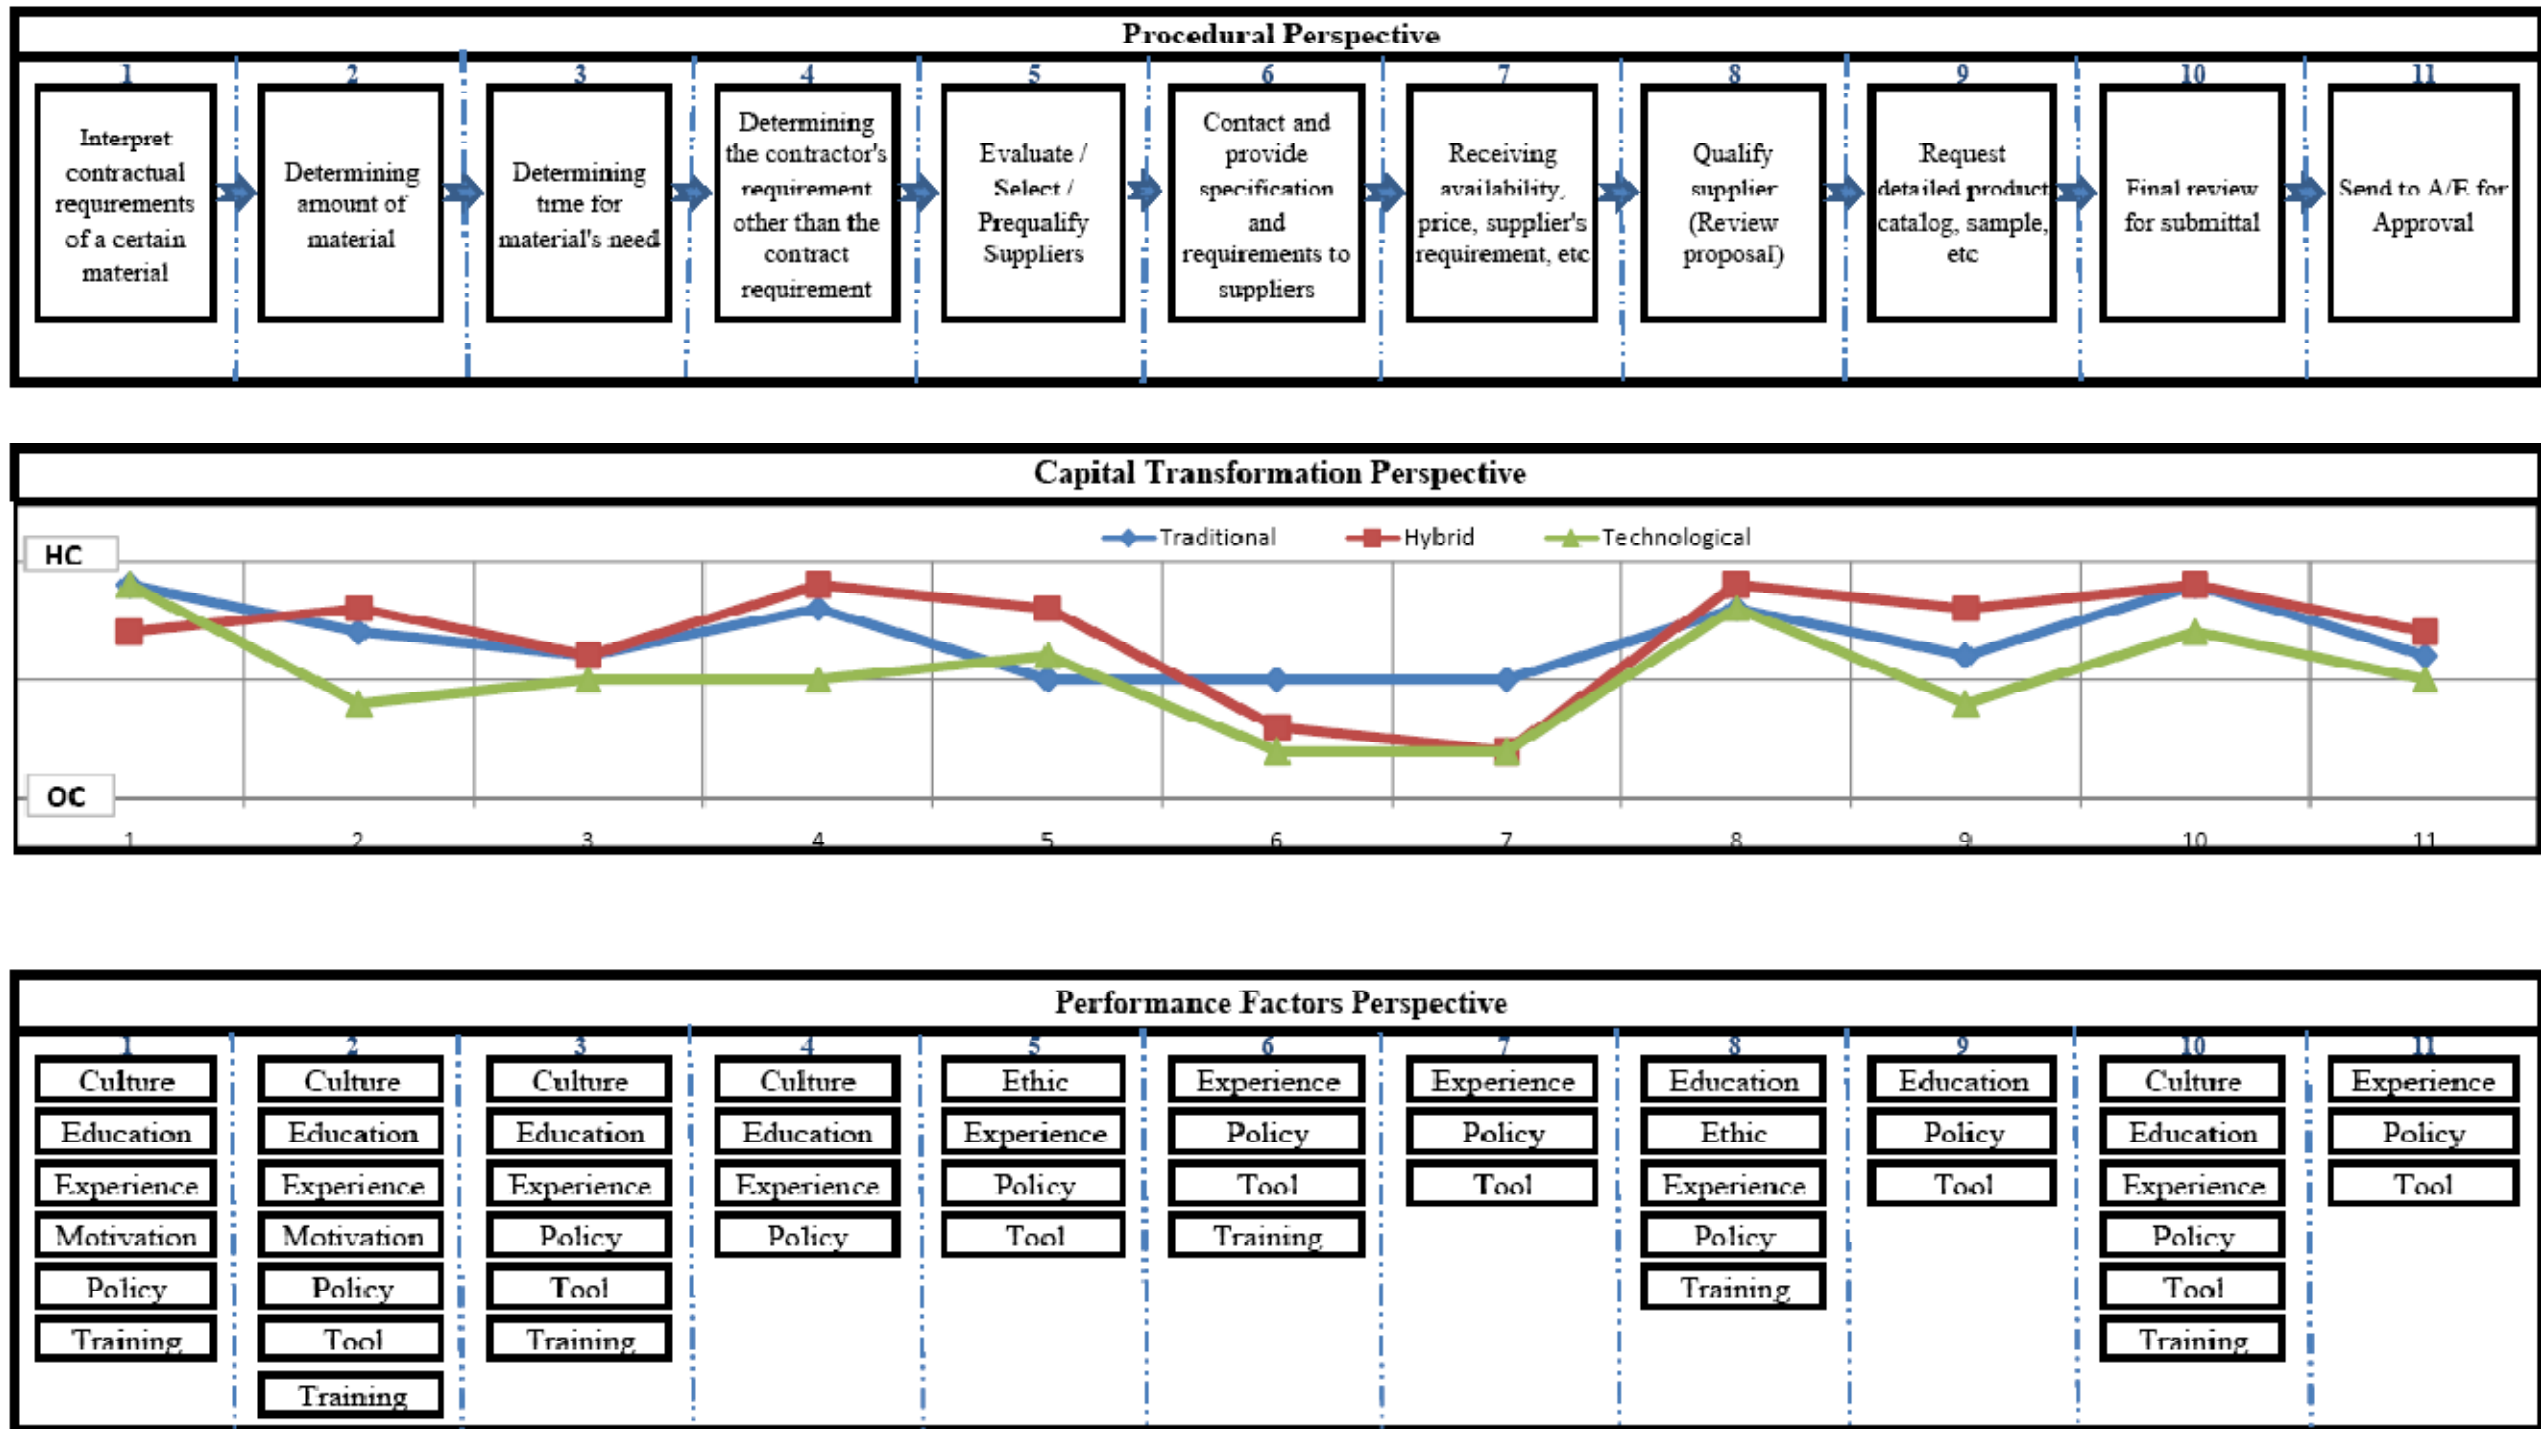 Procedural Perspective
1 2 3 4 5 6 7 8 9 10 11
Interpret
contractual
requirements
of a certain
material
Determining
amount of
material
Determining
time for
material's need
Determining
the contractor's
requirement
other than the
contract
requirement
Evaluate /
Select /
Prequalify
Suppliers
Contact and
provide
specification
and
requirements to
suppliers
Receiving
availability,
price, supplier's
requirement, etc
Qualify
supplier
(Review
proposal)
Request
detailed product
catalog, sample,
etc
Final review
for submittal
Send to A/E for
Approval
Capital Transformation Perspective
Traditional Hybrid Technological
HC
OC
1 2 3 4 5 6 7 8 9 10 11
Performance Factors Perspective
1 2 3 4 5 6 7 8 9 10 11
Culture Culture Culture Culture Ethic Experience Experience Education Education Culture Experience
Education Education Education Education Experience Policy Policy Ethic Policy Education Policy
Experience Experience Experience Experience Policy Tool Tool Experience Tool Experience Tool
Motivation Motivation Policy Policy Tool Training Policy Policy
Policy Policy Tool Training Tool
Training Tool Training Training
Training